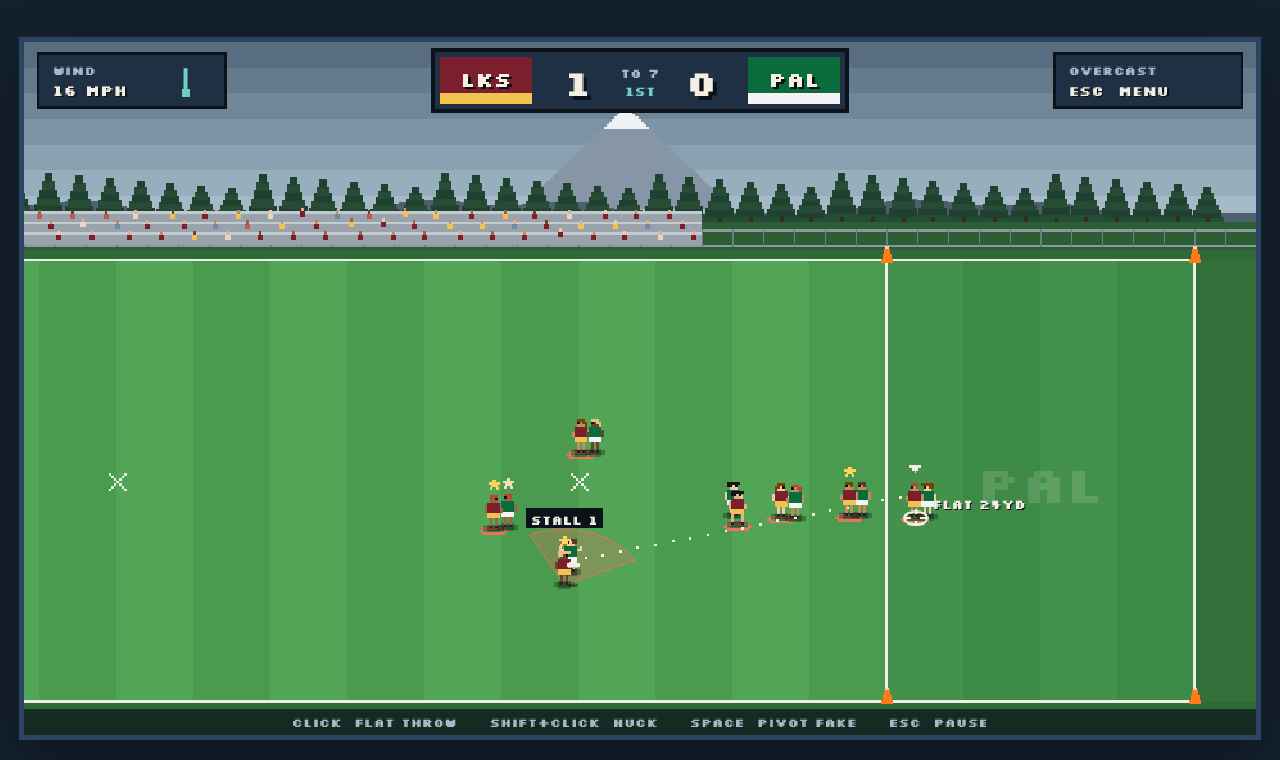 WIND
16 MPH
LKS 1 TO 7 1ST 0 PAL
OVERCAST
ESC MENU
PAL
FLAT 24YD
STALL 1
CLICK FLAT THROW SHIFT+CLICK HUCK SPACE PIVOT FAKE ESC PAUSE